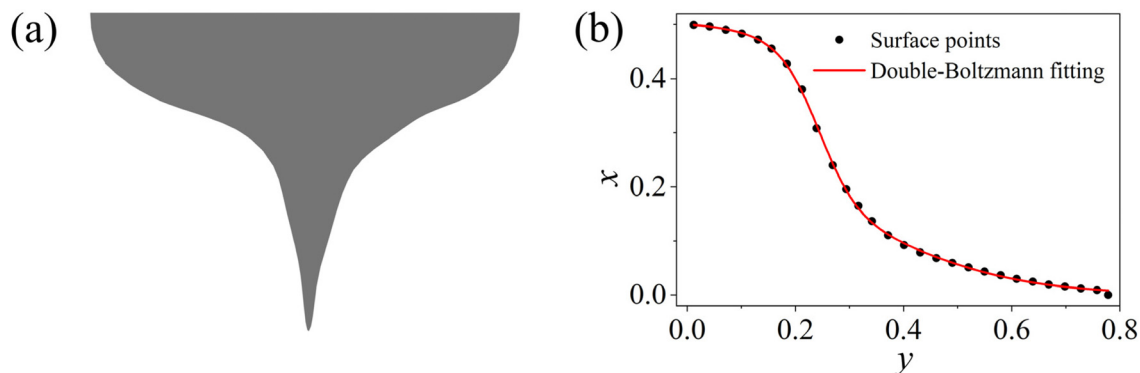 (a)
(b)
Surface points
Double-Boltzmann fitting
0.4
0.2
0.0
x
0.0 0.2 0.4 0.6 0.8
y